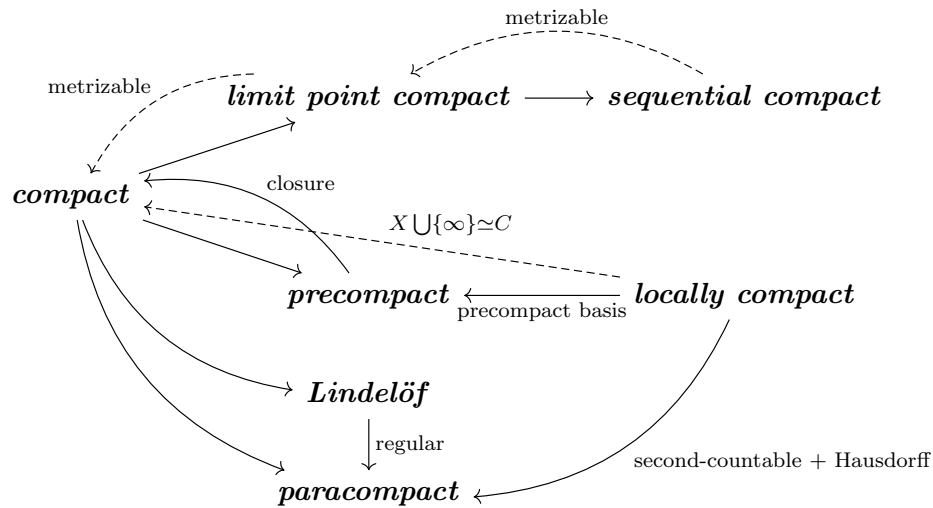 metrizable
metrizable
limit point compact
sequential compact
closure
compact
X ⋃{∞}≃C
precompact
locally compact
precompact basis
Lindelöf
regular
second-countable + Hausdorff
paracompact